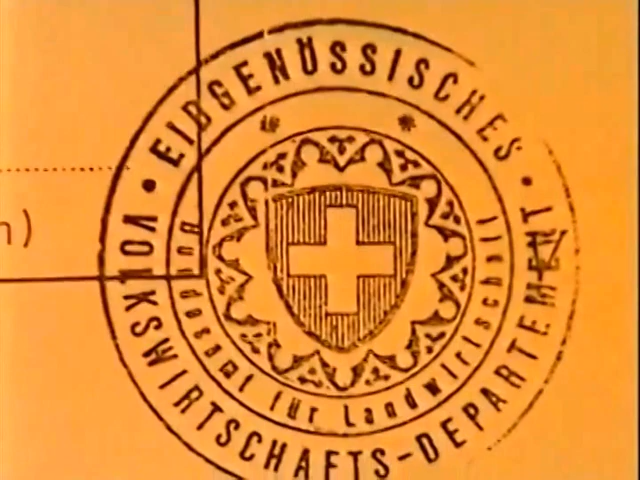 • EIDGENÖSSISCHES •
VOLKSWIRTSCHAFTS-DEPARTEMENT
Bundesamt für Landwirtschaft
n)